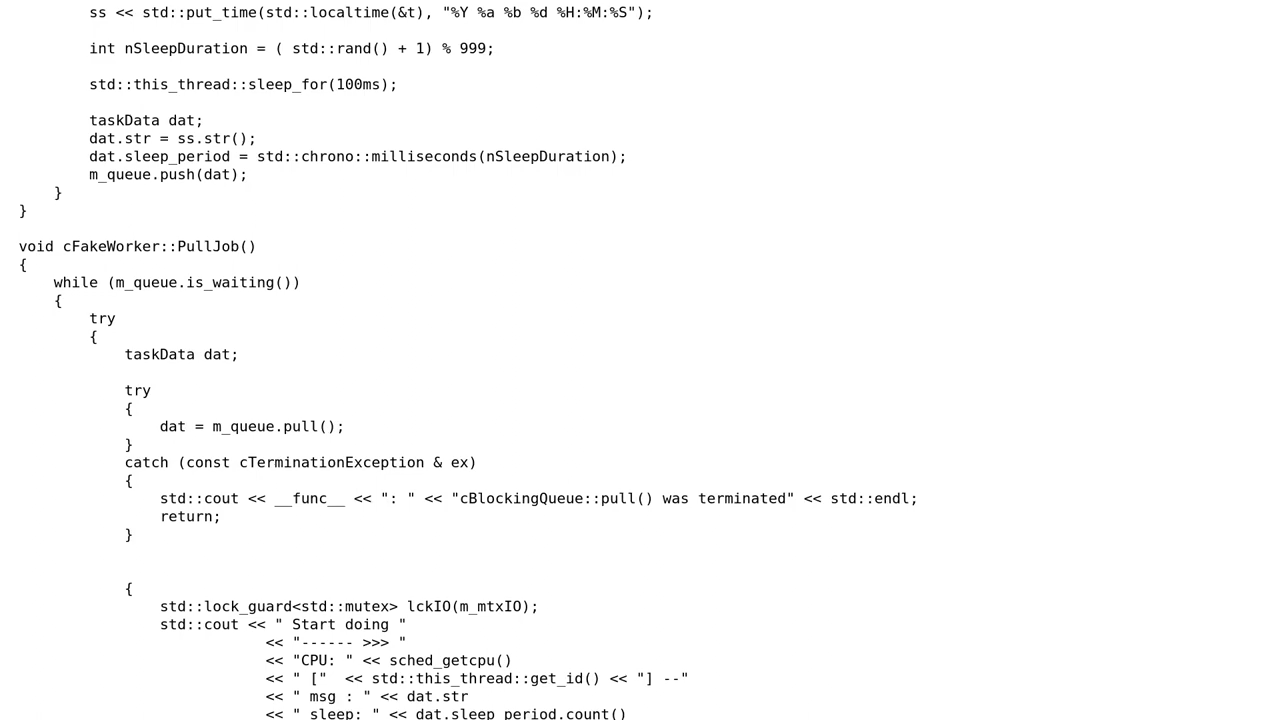 ss << std::put_time(std::localtime(&t), "%Y %a %b %d %H:%M:%S");

        int nSleepDuration = ( std::rand() + 1) % 999;

        std::this_thread::sleep_for(100ms);

        taskData dat;
        dat.str = ss.str();
        dat.sleep_period = std::chrono::milliseconds(nSleepDuration);
        m_queue.push(dat);
    }
}

void cFakeWorker::PullJob()
{
    while (m_queue.is_waiting())
    {
        try
        {
            taskData dat;

            try
            {
                dat = m_queue.pull();
            }
            catch (const cTerminationException & ex)
            {
                std::cout << __func__ << ": " << "cBlockingQueue::pull() was terminated" << std::endl;
                return;
            }


            {
                std::lock_guard<std::mutex> lckIO(m_mtxIO);
                std::cout << " Start doing "
                            << "------ >>> "
                            << "CPU: " << sched_getcpu()
                            << " ["  << std::this_thread::get_id() << "] --"
                            << " msg : " << dat.str
                            << " sleep: " << dat.sleep_period.count()